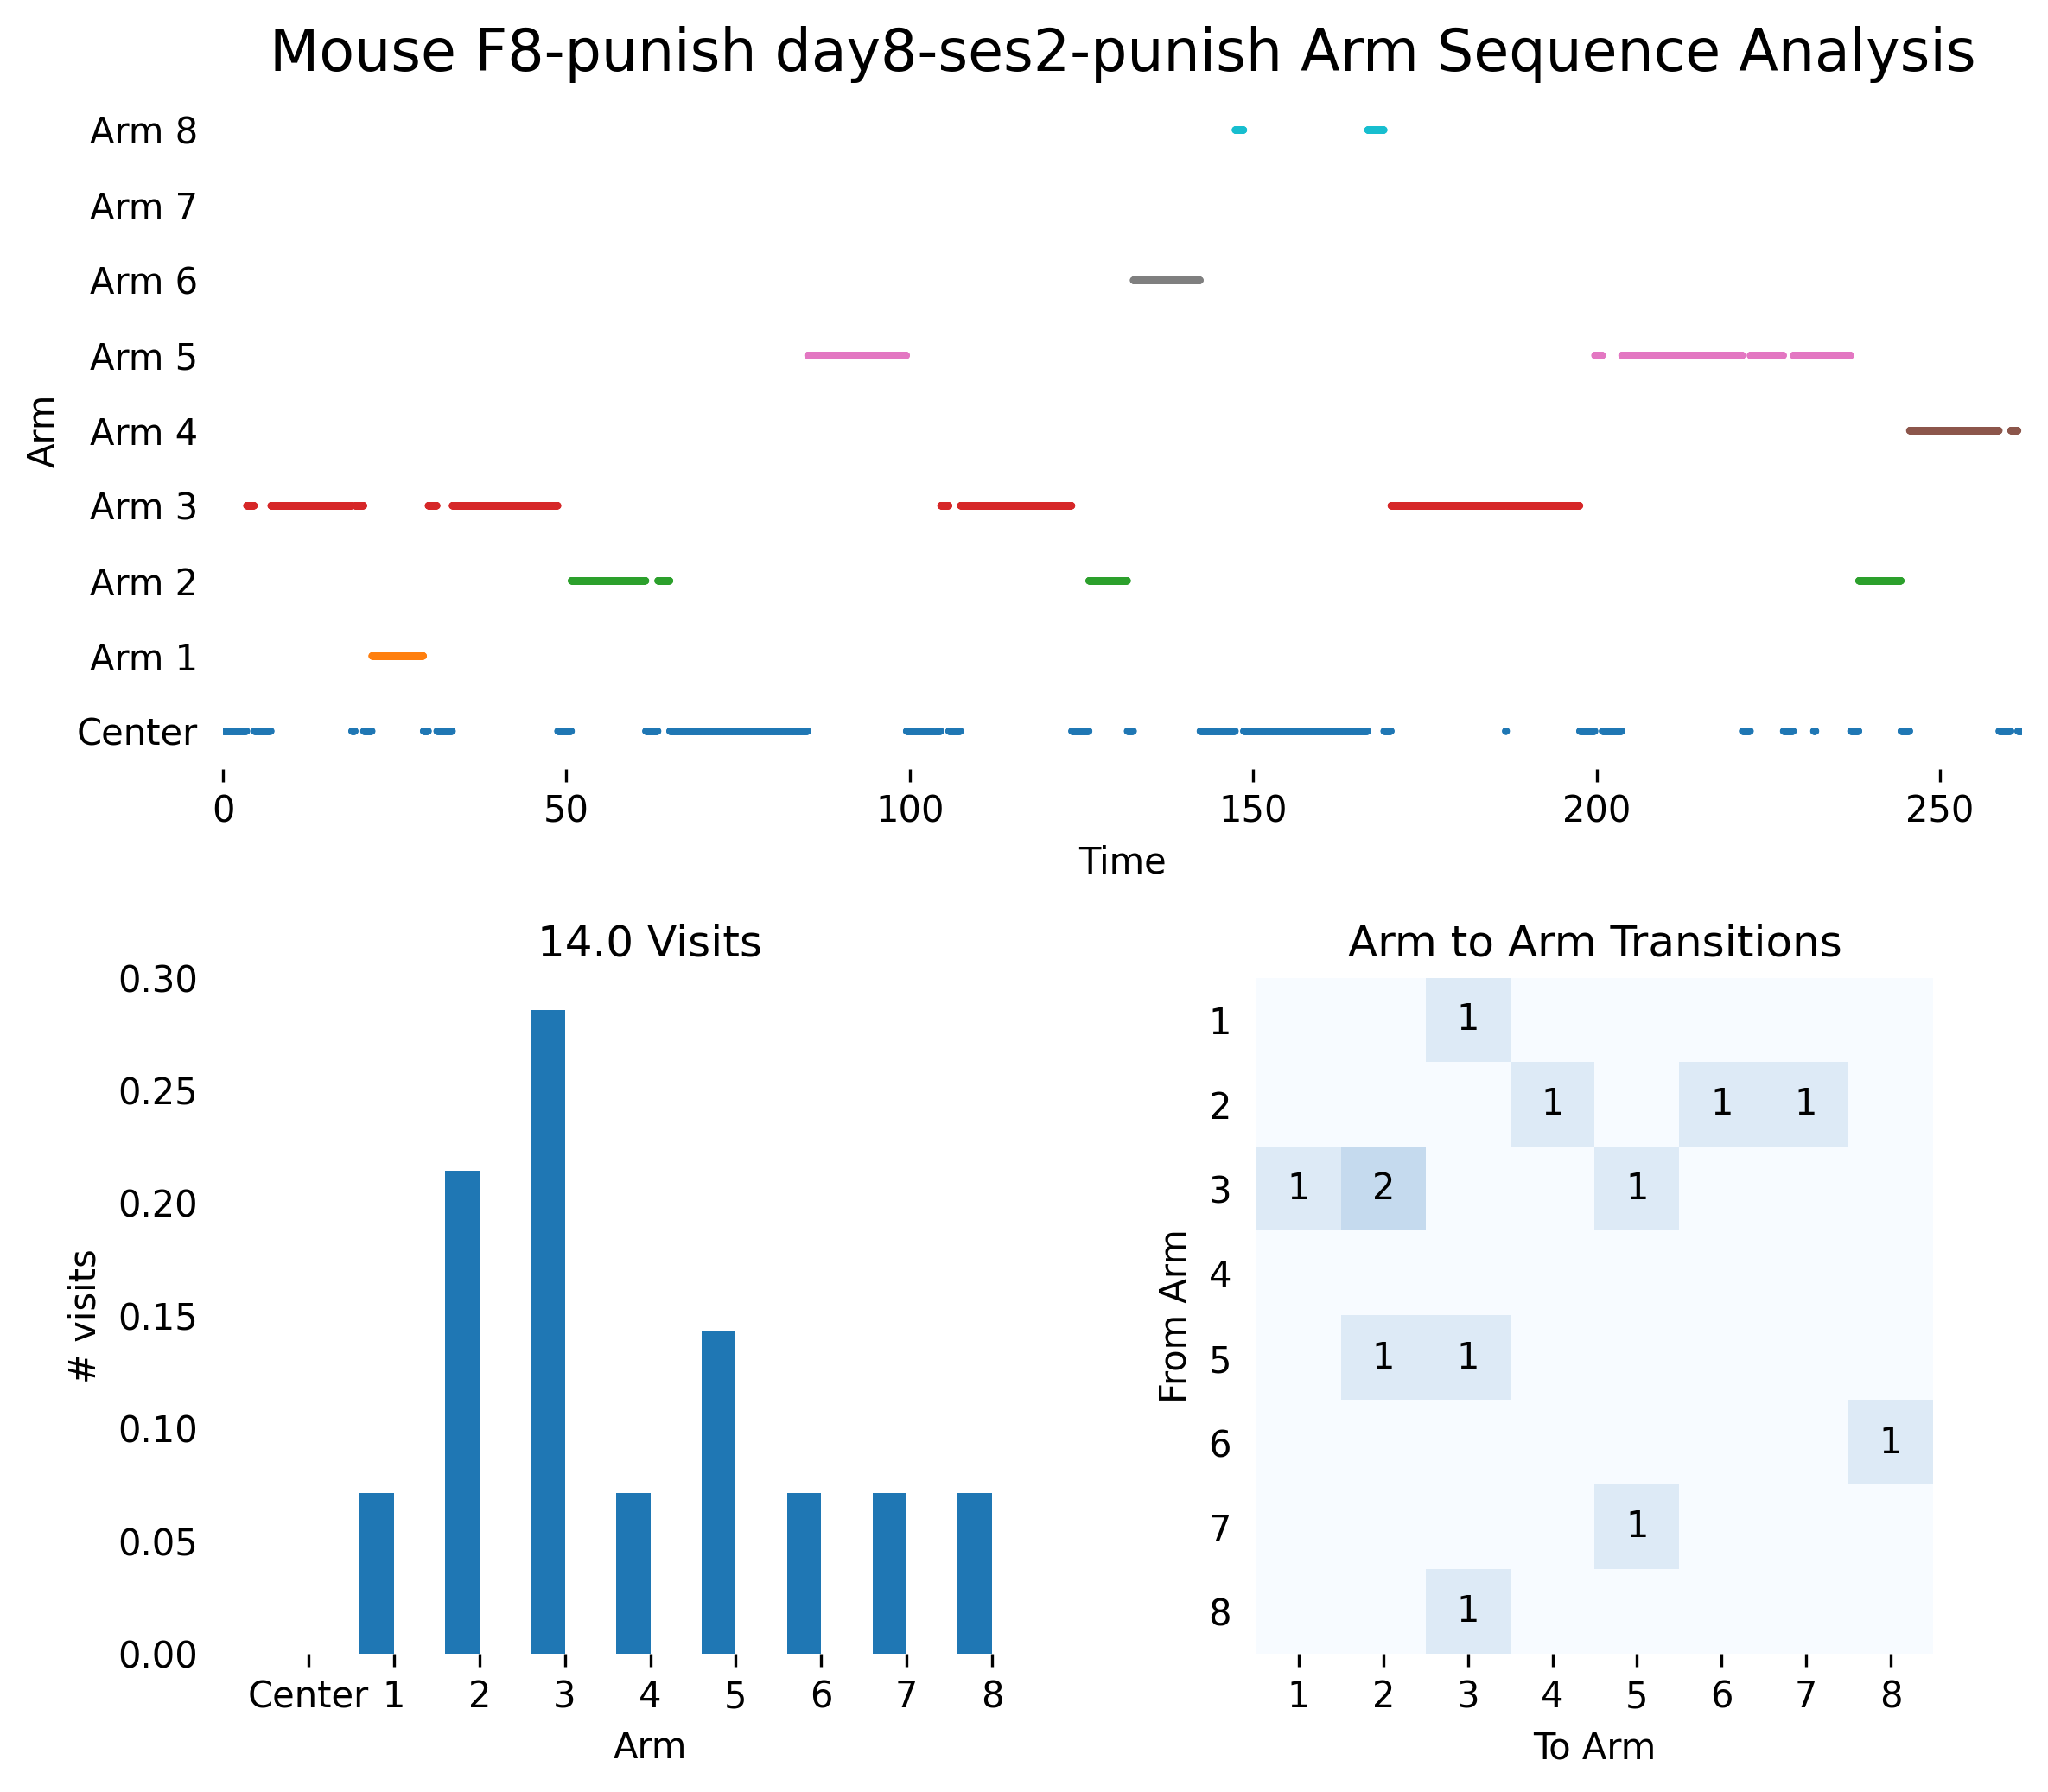 Mouse F8-punish day8-ses2-punish Arm Sequence Analysis
Arm 8
Arm 7
Arm 6
Arm 5
Arm 4
Arm 3
Arm 2
Arm 1
Center
Arm
0 50 100 150 200 250
Time
14.0 Visits
0.30
0.25
0.20
0.15
0.10
0.05
0.00
# visits
Center 1 2 3 4 5 6 7 8
Arm
Arm to Arm Transitions
1 1
2 1 1 1
3 1 2 1
4
5 1 1
6 1
7 1
8 1
From Arm
1 2 3 4 5 6 7 8
To Arm